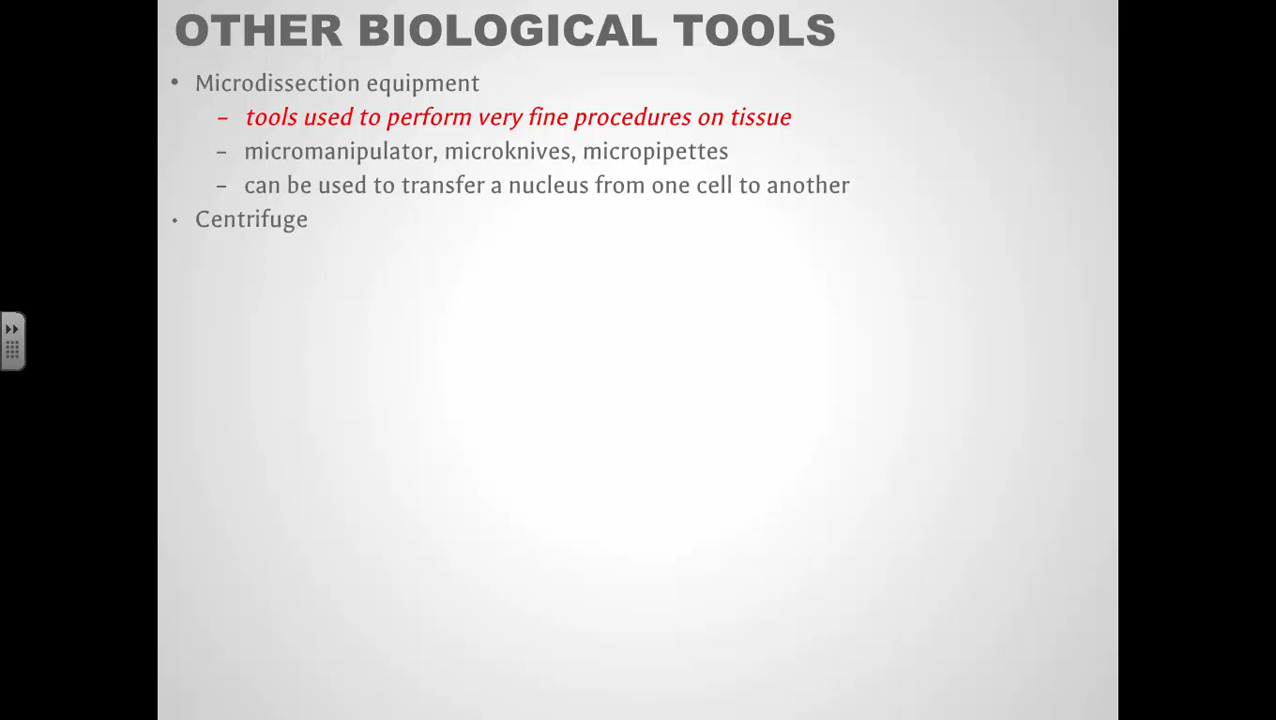 OTHER BIOLOGICAL TOOLS
• Microdissection equipment
– tools used to perform very fine procedures on tissue
– micromanipulator, microknives, micropipettes
– can be used to transfer a nucleus from one cell to another
• Centrifuge